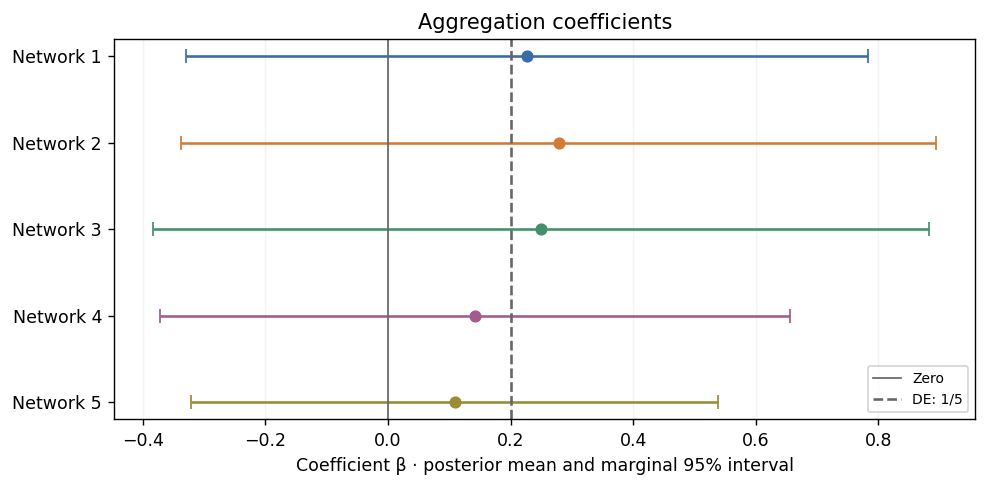 Aggregation coefficients
Network 1
Network 2
Network 3
Network 4
Network 5
Zero
DE: 1/5
−0.4 −0.2 0.0 0.2 0.4 0.6 0.8
Coefficient β · posterior mean and marginal 95% interval